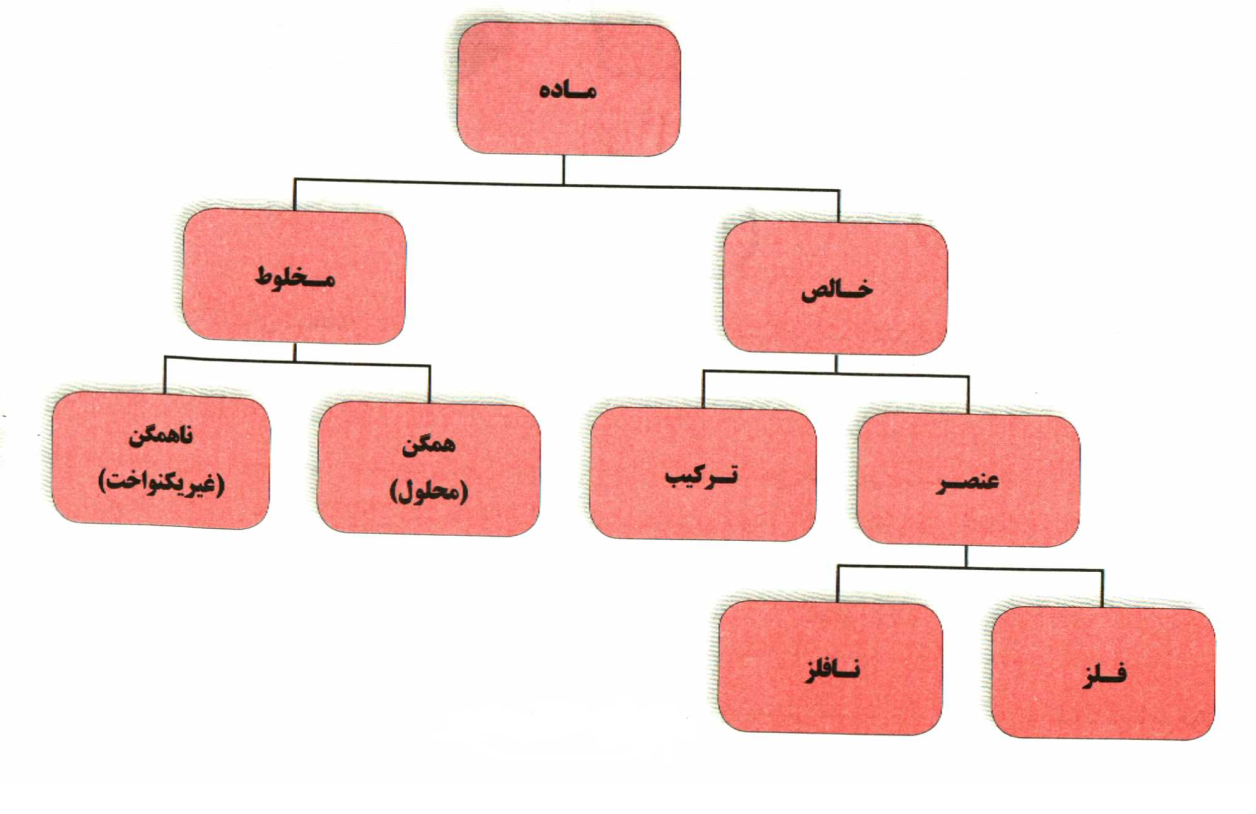 ماده
خالص
مخلوط
عنصر
ترکیب
همگن
(محلول)
ناهمگن
(غیریکنواخت)
فلز
نافلز